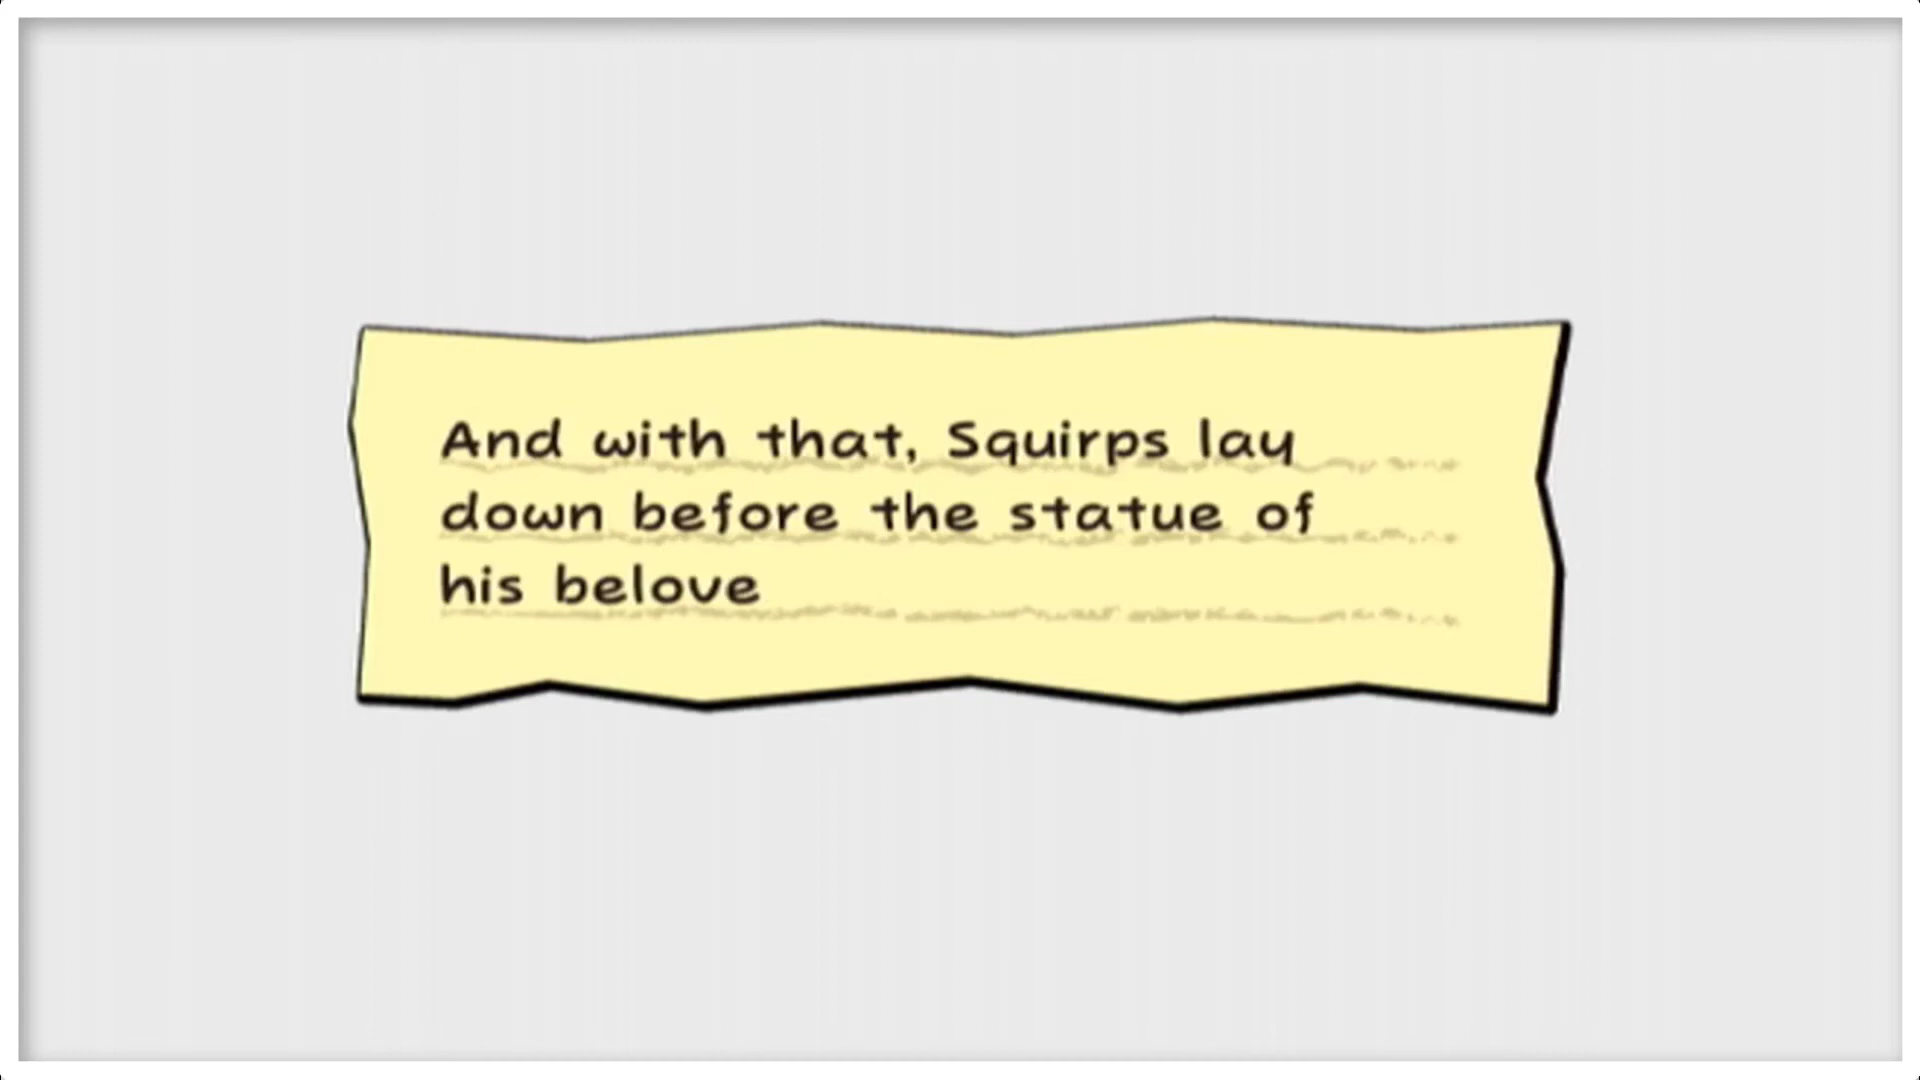 And with that, Squirps lay
down before the statue of
his belove